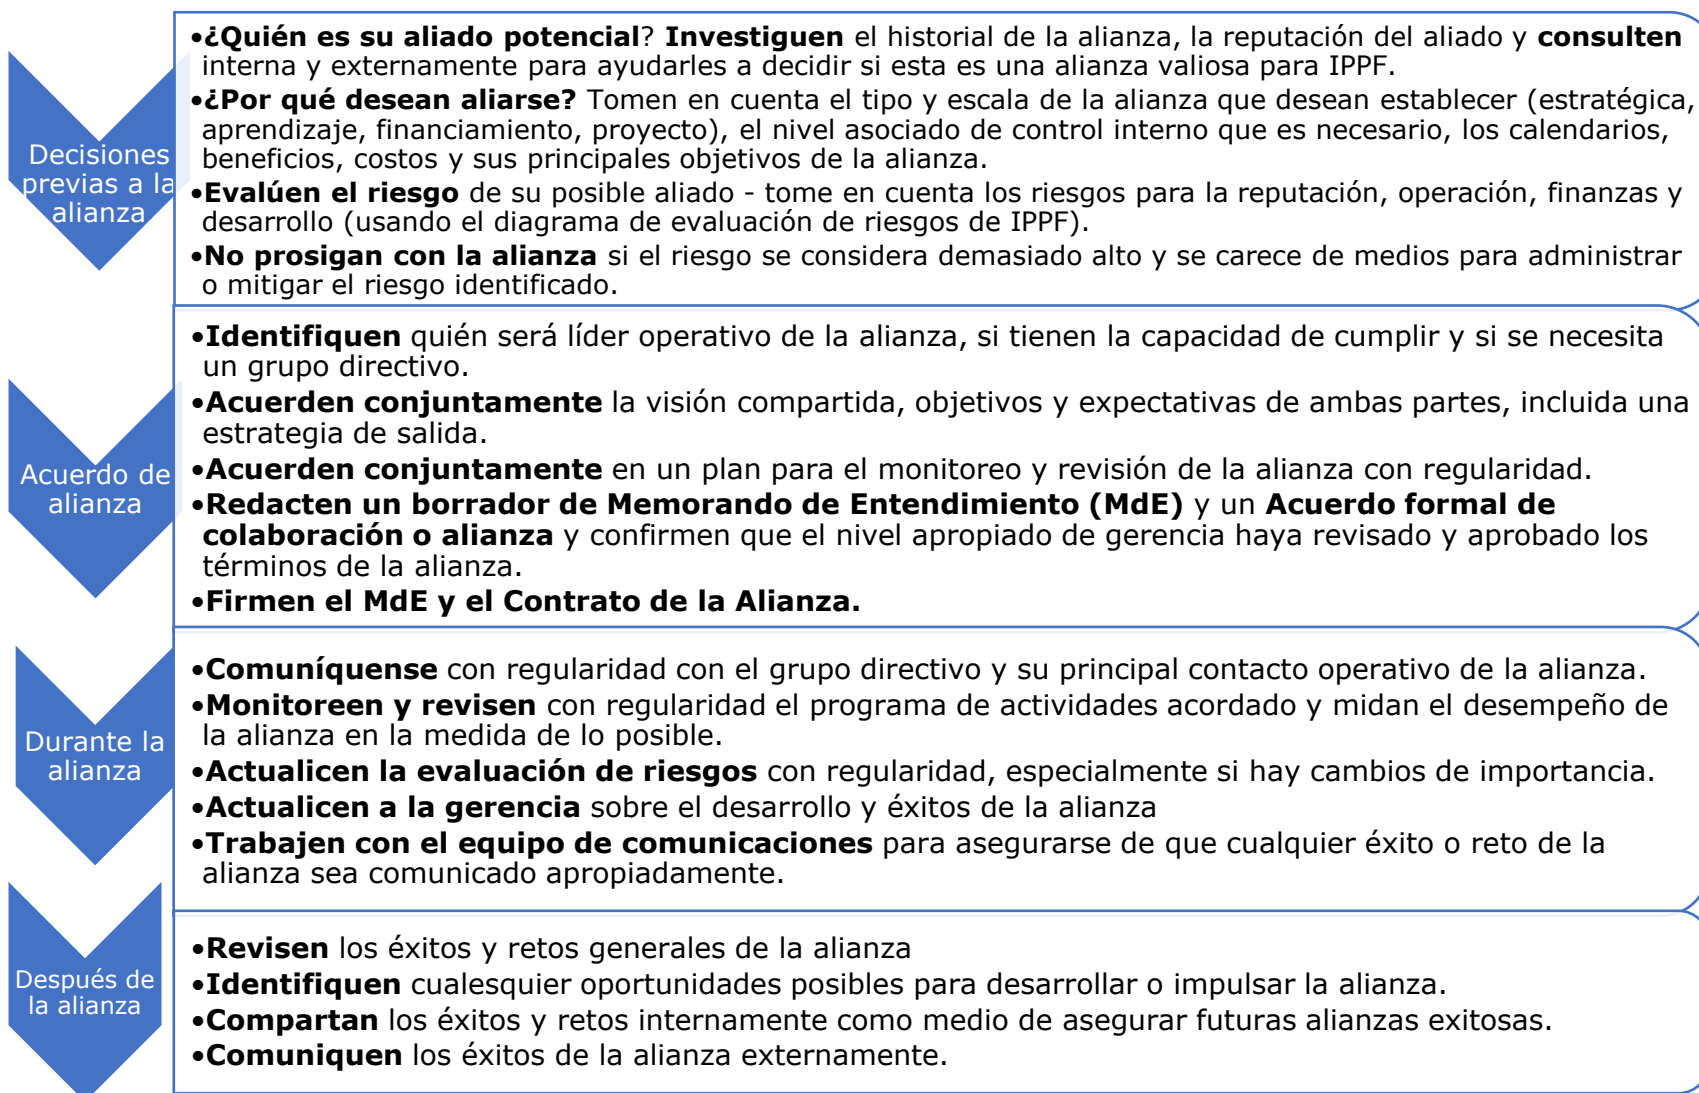 Decisiones
previas a la
alianza
•¿Quién es su aliado potencial? Investiguen el historial de la alianza, la reputación del aliado y consulten
interna y externamente para ayudarles a decidir si esta es una alianza valiosa para IPPF.
•¿Por qué desean aliarse? Tomen en cuenta el tipo y escala de la alianza que desean establecer (estratégica,
aprendizaje, financiamiento, proyecto), el nivel asociado de control interno que es necesario, los calendarios,
beneficios, costos y sus principales objetivos de la alianza.
•Evalúen el riesgo de su posible aliado - tome en cuenta los riesgos para la reputación, operación, finanzas y
desarrollo (usando el diagrama de evaluación de riesgos de IPPF).
•No prosigan con la alianza si el riesgo se considera demasiado alto y se carece de medios para administrar
o mitigar el riesgo identificado.
Acuerdo de
alianza
•Identifiquen quién será líder operativo de la alianza, si tienen la capacidad de cumplir y si se necesita
un grupo directivo.
•Acuerden conjuntamente la visión compartida, objetivos y expectativas de ambas partes, incluida una
estrategia de salida.
•Acuerden conjuntamente en un plan para el monitoreo y revisión de la alianza con regularidad.
•Redacten un borrador de Memorando de Entendimiento (MdE) y un Acuerdo formal de
colaboración o alianza y confirmen que el nivel apropiado de gerencia haya revisado y aprobado los
términos de la alianza.
•Firmen el MdE y el Contrato de la Alianza.
Durante la
alianza
•Comuníquense con regularidad con el grupo directivo y su principal contacto operativo de la alianza.
•Monitoreen y revisen con regularidad el programa de actividades acordado y midan el desempeño de
la alianza en la medida de lo posible.
•Actualicen la evaluación de riesgos con regularidad, especialmente si hay cambios de importancia.
•Actualicen a la gerencia sobre el desarrollo y éxitos de la alianza
•Trabajen con el equipo de comunicaciones para asegurarse de que cualquier éxito o reto de la
alianza sea comunicado apropiadamente.
Después de
la alianza
•Revisen los éxitos y retos generales de la alianza
•Identifiquen cualesquier oportunidades posibles para desarrollar o impulsar la alianza.
•Compartan los éxitos y retos internamente como medio de asegurar futuras alianzas exitosas.
•Comuniquen los éxitos de la alianza externamente.